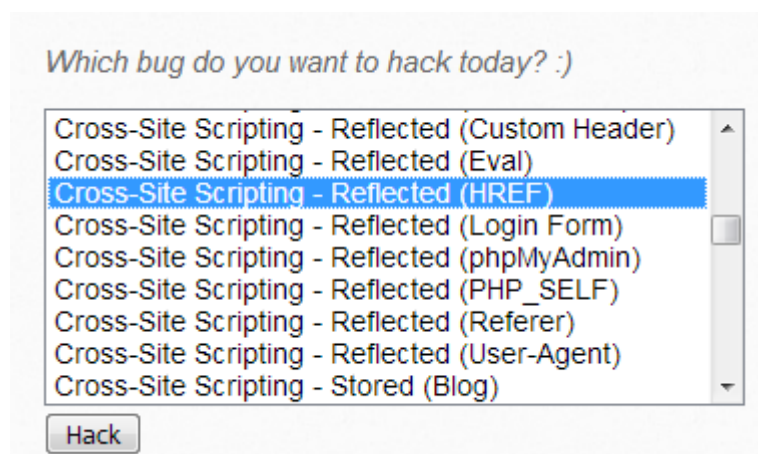 Which bug do you want to hack today? :)
Cross-Site Scripting - Reflected (Custom Header)
Cross-Site Scripting - Reflected (Eval)
Cross-Site Scripting - Reflected (HREF)
Cross-Site Scripting - Reflected (Login Form)
Cross-Site Scripting - Reflected (phpMyAdmin)
Cross-Site Scripting - Reflected (PHP_SELF)
Cross-Site Scripting - Reflected (Referer)
Cross-Site Scripting - Reflected (User-Agent)
Cross-Site Scripting - Stored (Blog)
Hack